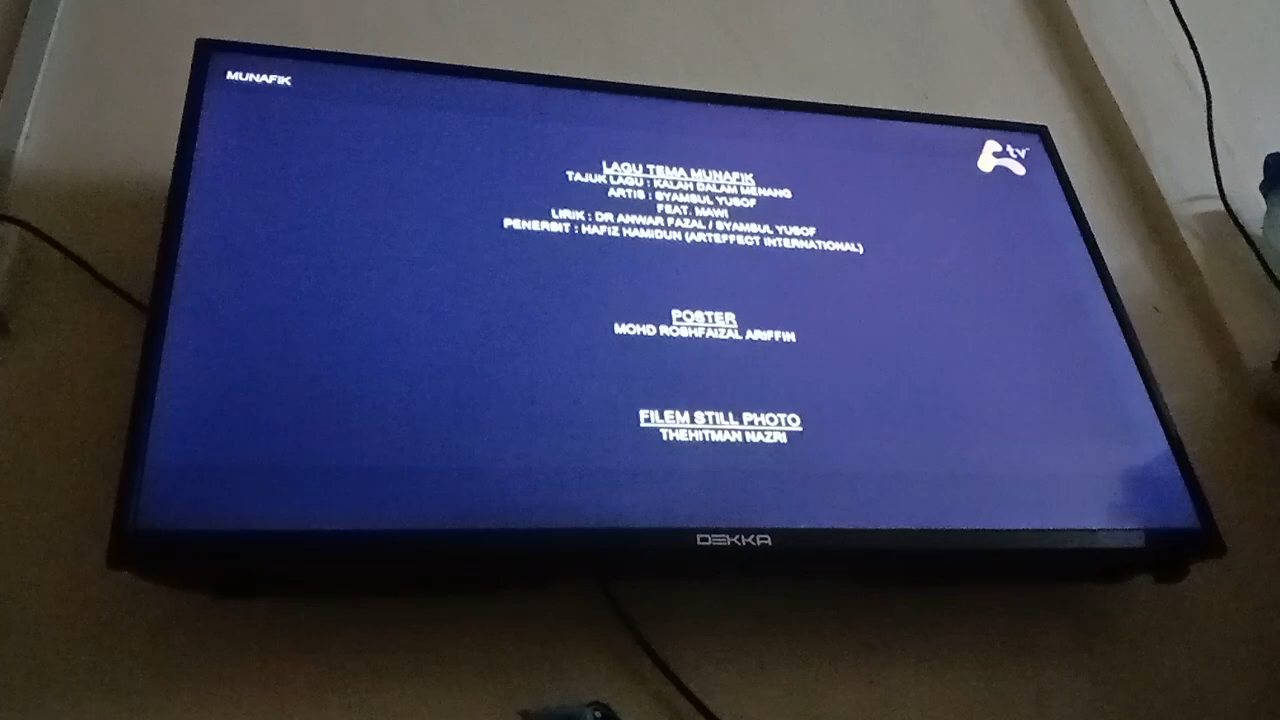 MUNAFIK
tv
LAGU TEMA MUNAFIK
TAJUK LAGU : KALAH DALAM MENANG
ARTIS : SYAMSUL YUSOF
FEAT. MAWI
LIRIK : DR ANWAR FAZAL / SYAMSUL YUSOF
PENERBIT : HAFIZ HAMIDUN (ARTEFFECT INTERNATIONAL)
POSTER
MOHD ROSHFAIZAL ARIFFIN
FILEM STILL PHOTO
THEHITMAN NAZRI
DEKKA